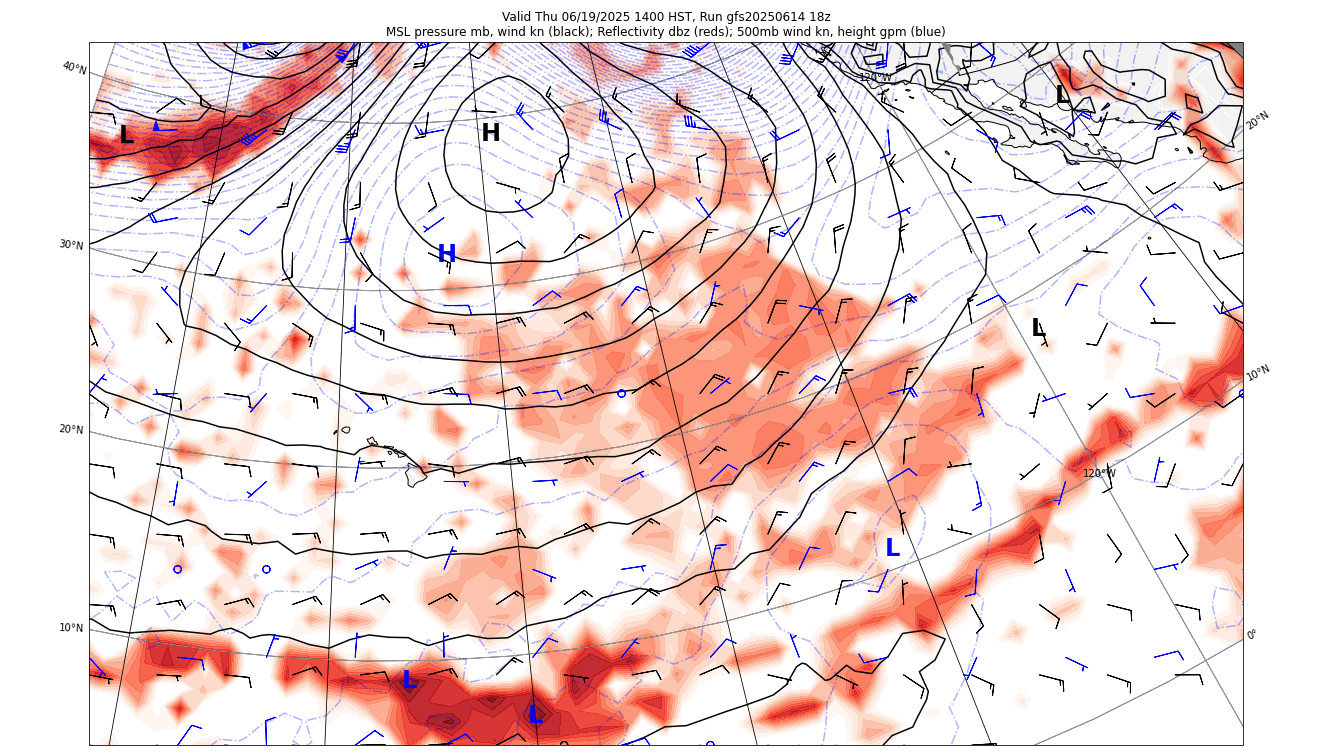 Valid Thu 06/19/2025 1400 HST, Run gfs20250614 18z
MSL pressure mb, wind kn (black); Reflectivity dbz (reds); 500mb wind kn, height gpm (blue)
40°N
124°W
L
20°N
L
H
30°N
H
L
10°N
20°N
120°W
L
10°N
0°
L
L